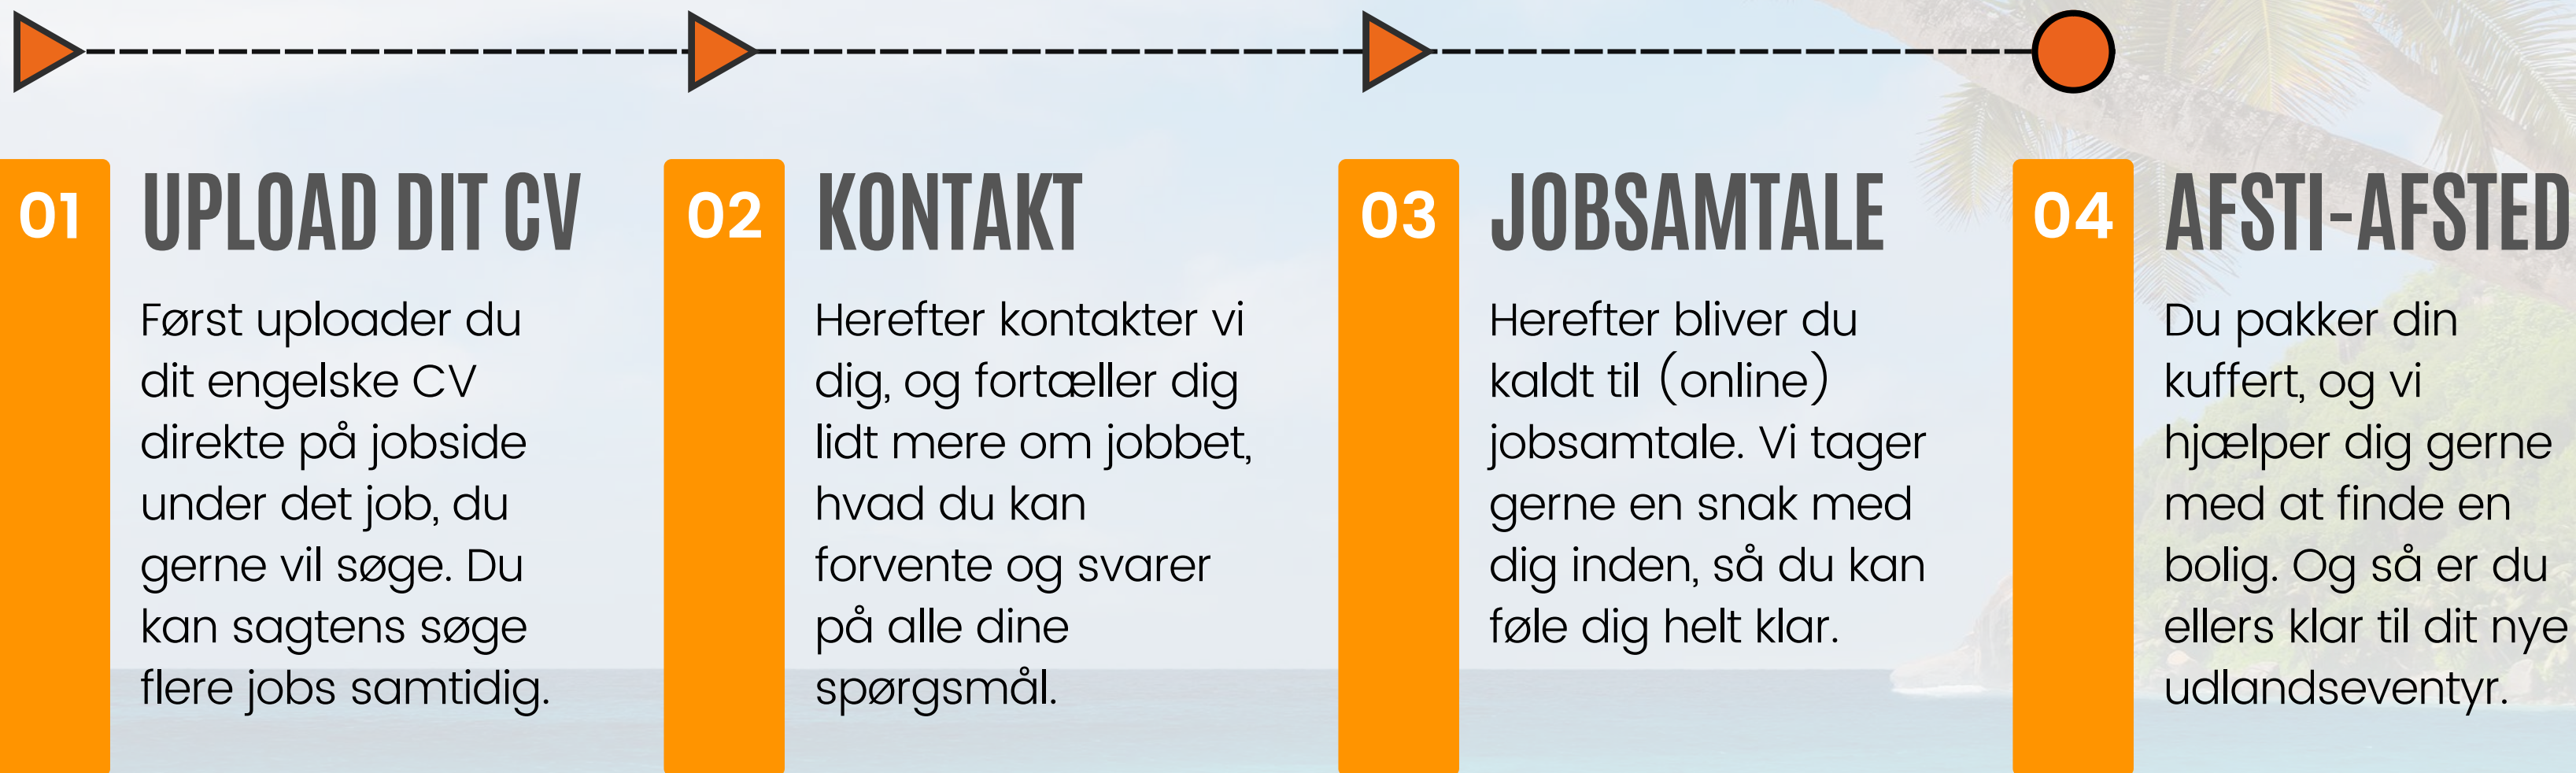 01
UPLOAD DIT CV
Først uploader du
dit engelske CV
direkte på jobside
under det job, du
gerne vil søge. Du
kan sagtens søge
flere jobs samtidig.
02
KONTAKT
Herefter kontakter vi
dig, og fortæller dig
lidt mere om jobbet,
hvad du kan
forvente og svarer
på alle dine
spørgsmål.
03
JOBSAMTALE
Herefter bliver du
kaldt til (online)
jobsamtale. Vi tager
gerne en snak med
dig inden, så du kan
føle dig helt klar.
04
AFSTI-AFSTED
Du pakker din
kuffert, og vi
hjælper dig gerne
med at finde en
bolig. Og så er du
ellers klar til dit nye
udlandseventyr.